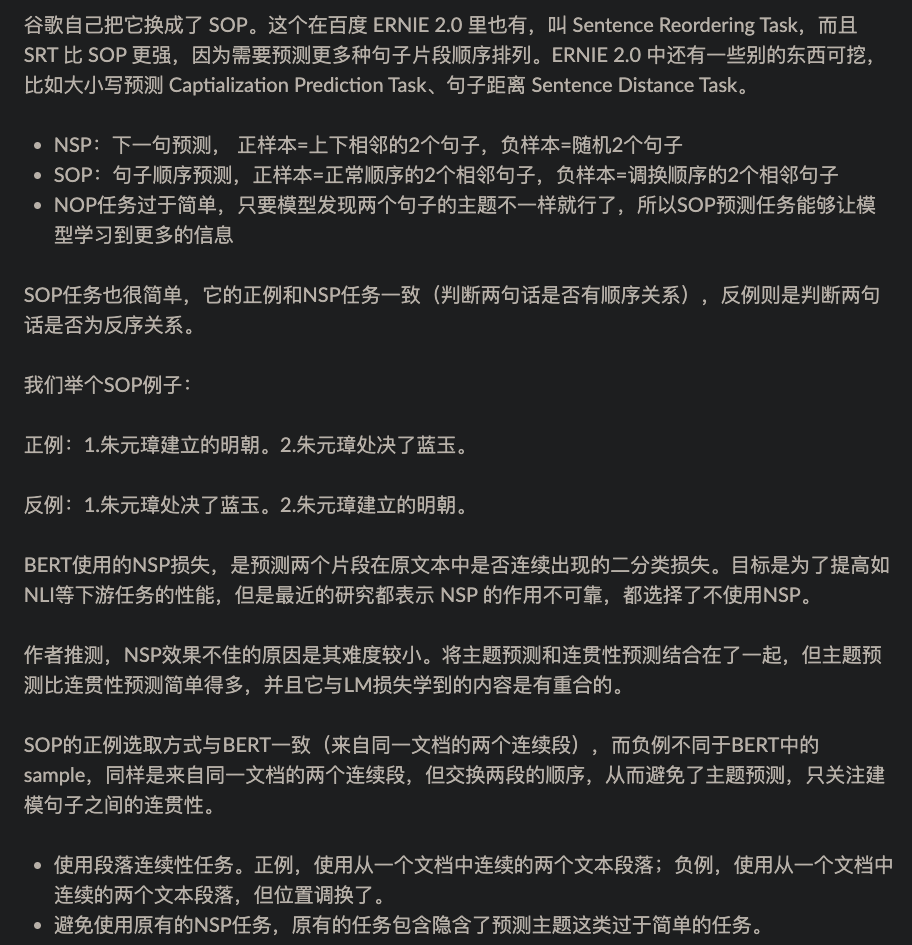 谷歌自己把它换成了 SOP。这个在百度 ERNIE 2.0 里也有，叫 Sentence Reordering Task，而且
SRT 比 SOP 更强，因为需要预测更多种句子片段顺序排列。ERNIE 2.0 中还有一些别的东西可挖，
比如大小写预测 Captialization Prediction Task、句子距离 Sentence Distance Task。
• NSP：下一句预测， 正样本=上下相邻的2个句子，负样本=随机2个句子
• SOP：句子顺序预测，正样本=正常顺序的2个相邻句子，负样本=调换顺序的2个相邻句子
• NOP任务过于简单，只要模型发现两个句子的主题不一样就行了，所以SOP预测任务能够让模
型学习到更多的信息
SOP任务也很简单，它的正例和NSP任务一致（判断两句话是否有顺序关系），反例则是判断两句
话是否为反序关系。
我们举个SOP例子：
正例：1.朱元璋建立的明朝。2.朱元璋处决了蓝玉。
反例：1.朱元璋处决了蓝玉。2.朱元璋建立的明朝。
BERT使用的NSP损失，是预测两个片段在原文本中是否连续出现的二分类损失。目标是为了提高如
NLI等下游任务的性能，但是最近的研究都表示 NSP 的作用不可靠，都选择了不使用NSP。
作者推测，NSP效果不佳的原因是其难度较小。将主题预测和连贯性预测结合在了一起，但主题预
测比连贯性预测简单得多，并且它与LM损失学到的内容是有重合的。
SOP的正例选取方式与BERT一致（来自同一文档的两个连续段），而负例不同于BERT中的
sample，同样是来自同一文档的两个连续段，但交换两段的顺序，从而避免了主题预测，只关注建
模句子之间的连贯性。
• 使用段落连续性任务。正例，使用从一个文档中连续的两个文本段落；负例，使用从一个文档中
连续的两个文本段落，但位置调换了。
• 避免使用原有的NSP任务，原有的任务包含隐含了预测主题这类过于简单的任务。